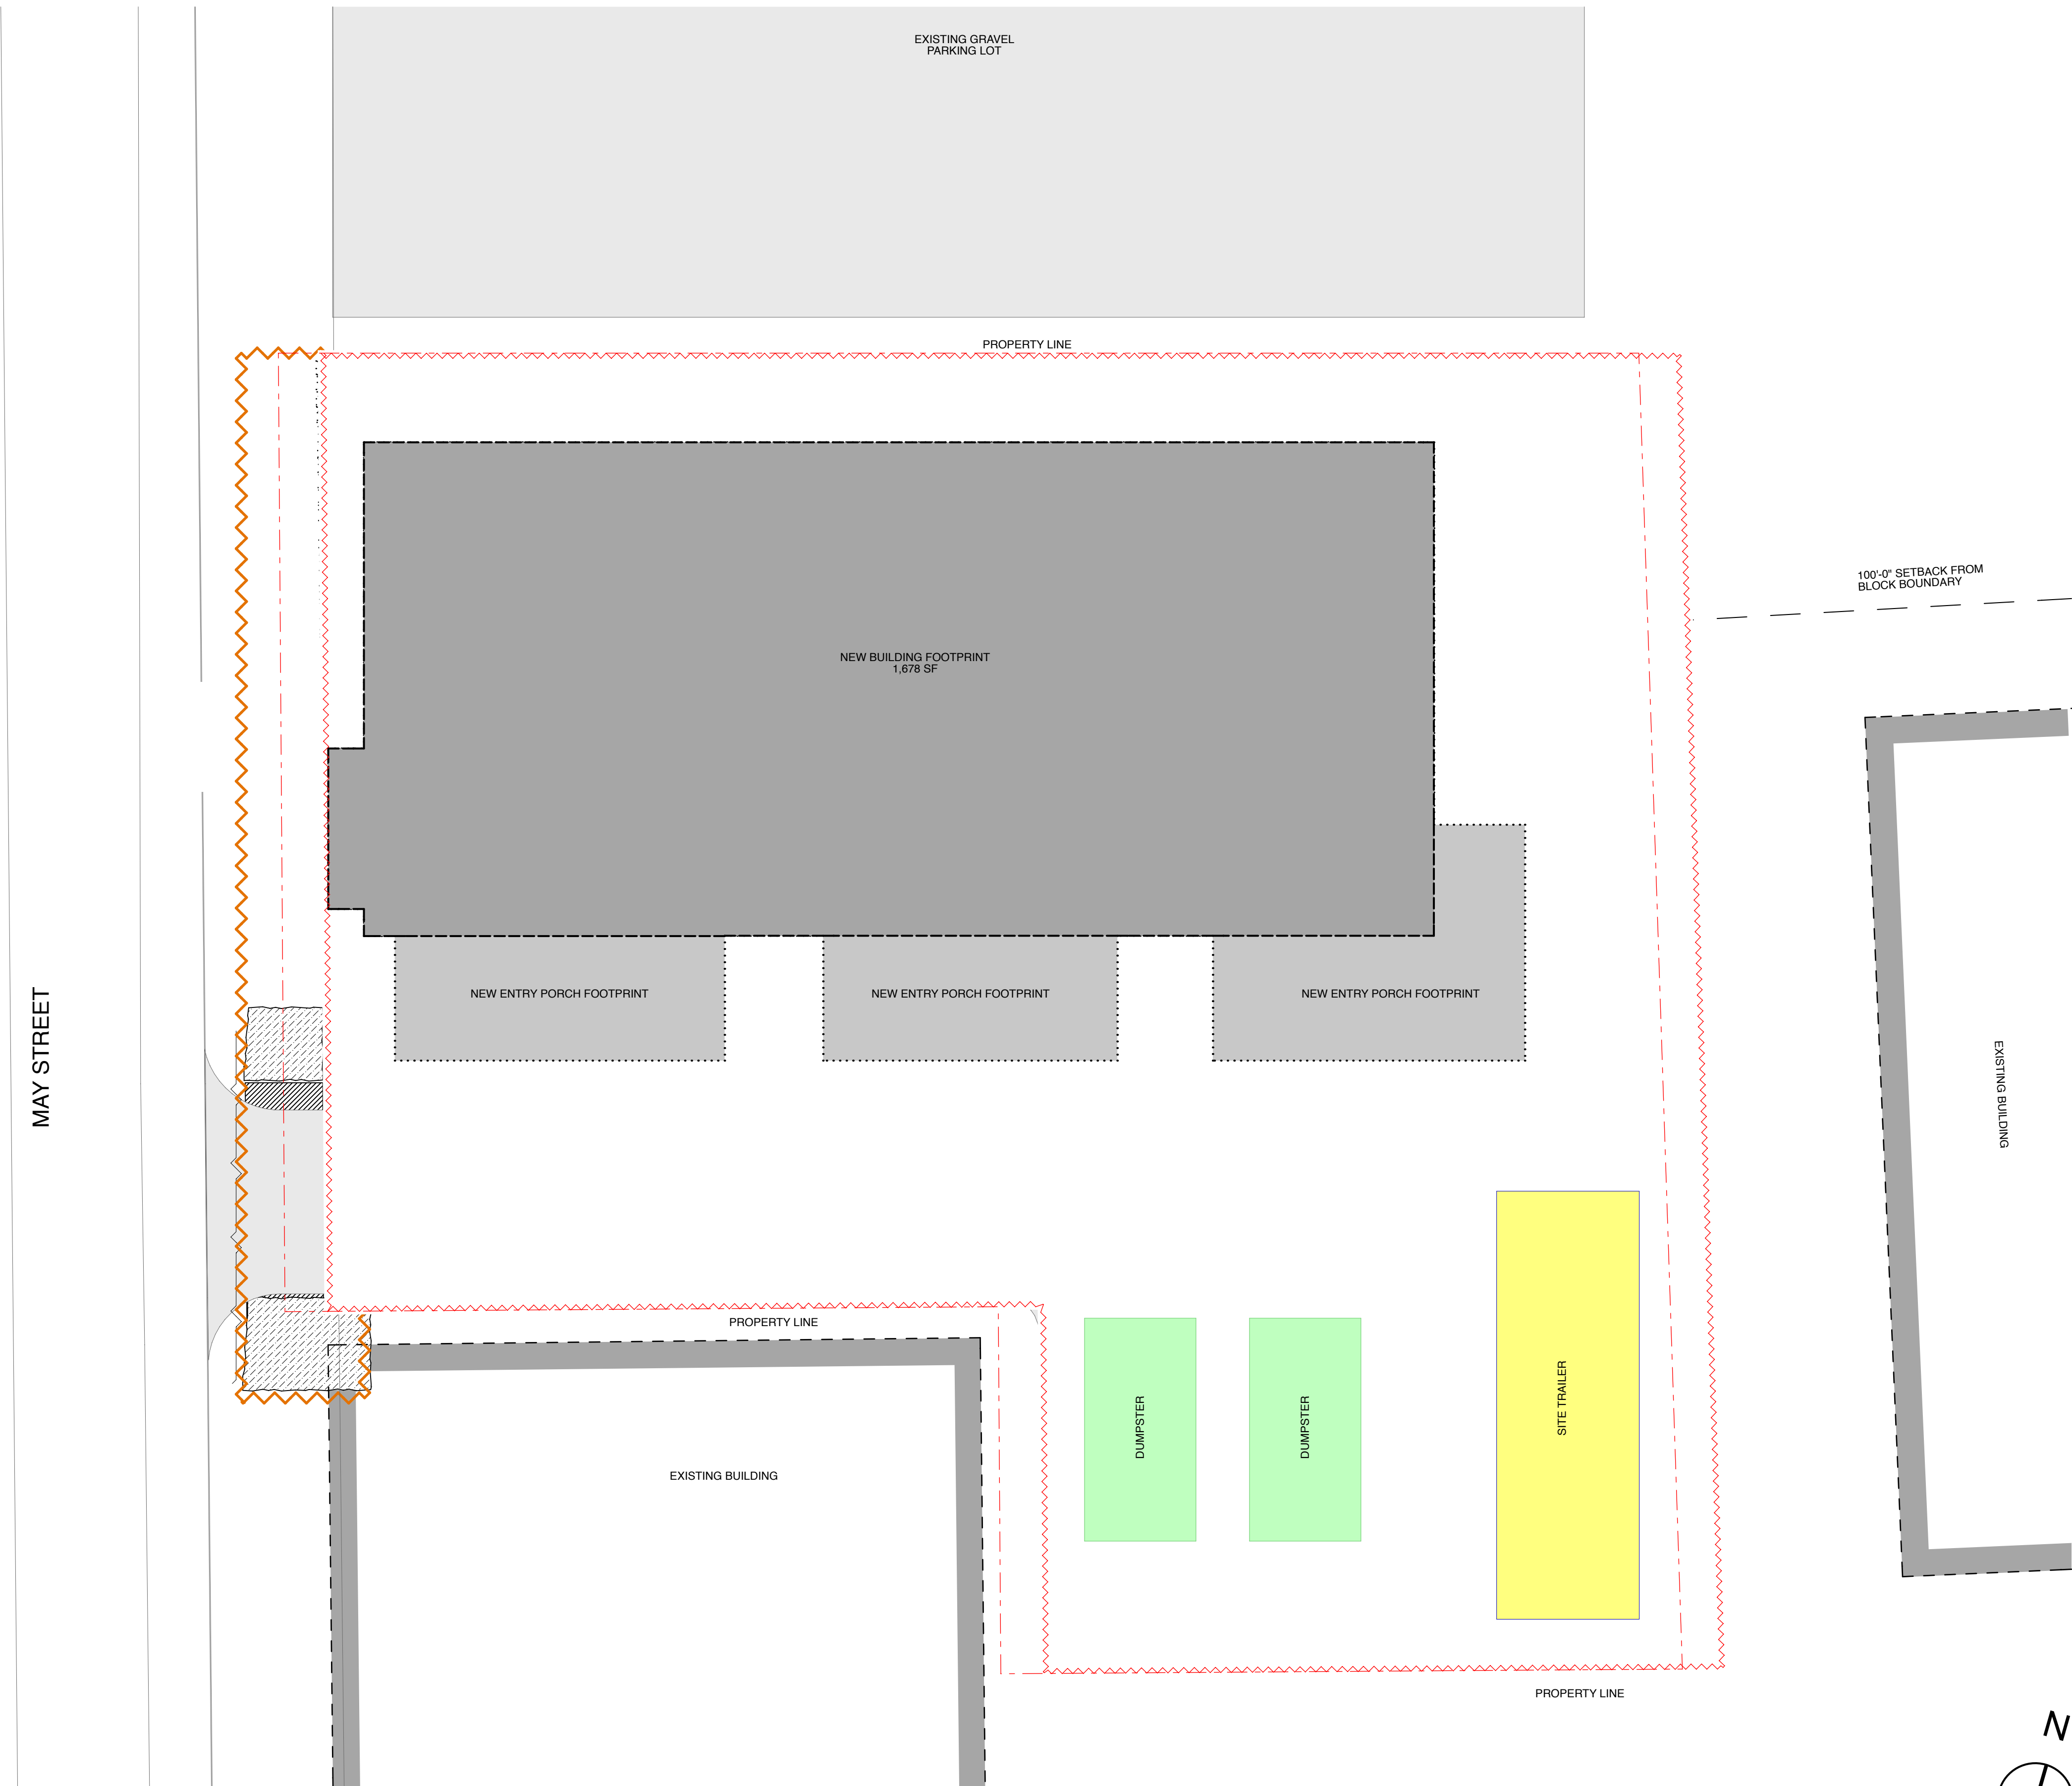 EXISTING GRAVEL
PARKING LOT
PROPERTY LINE
100'-0" SETBACK FROM
BLOCK BOUNDARY
NEW BUILDING FOOTPRINT
1,678 SF
NEW ENTRY PORCH FOOTPRINT
NEW ENTRY PORCH FOOTPRINT
NEW ENTRY PORCH FOOTPRINT
MAY STREET
EXISTING BUILDING
PROPERTY LINE
DUMPSTER
DUMPSTER
SITE TRAILER
EXISTING BUILDING
PROPERTY LINE
N